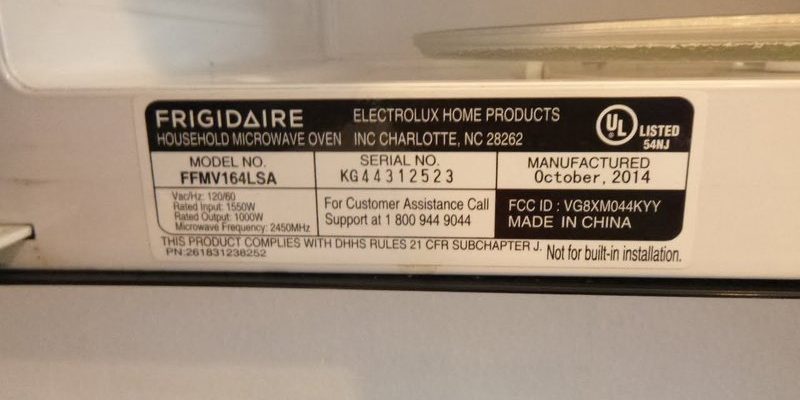 FRIGIDAIRE ELECTROLUX HOME PRODUCTS
HOUSEHOLD MICROWAVE OVEN INC CHARLOTTE, NC 28262
UL LISTED
54NJ
MODEL NO.
FFMV164LSA
SERIAL NO.
KG44312523
MANUFACTURED
October, 2014
Vac/Hz: 120/60
Rated Input: 1550W
Rated Output: 1000W
Microwave Frequency: 2450MHz
For Customer Assistance Call
Support at 1 800 944 9044
FCC ID : VG8XM044KYY
MADE IN CHINA
THIS PRODUCT COMPLIES WITH DHHS RULES 21 CFR SUBCHAPTER J.
Not for built-in installation.
PN:261831238252